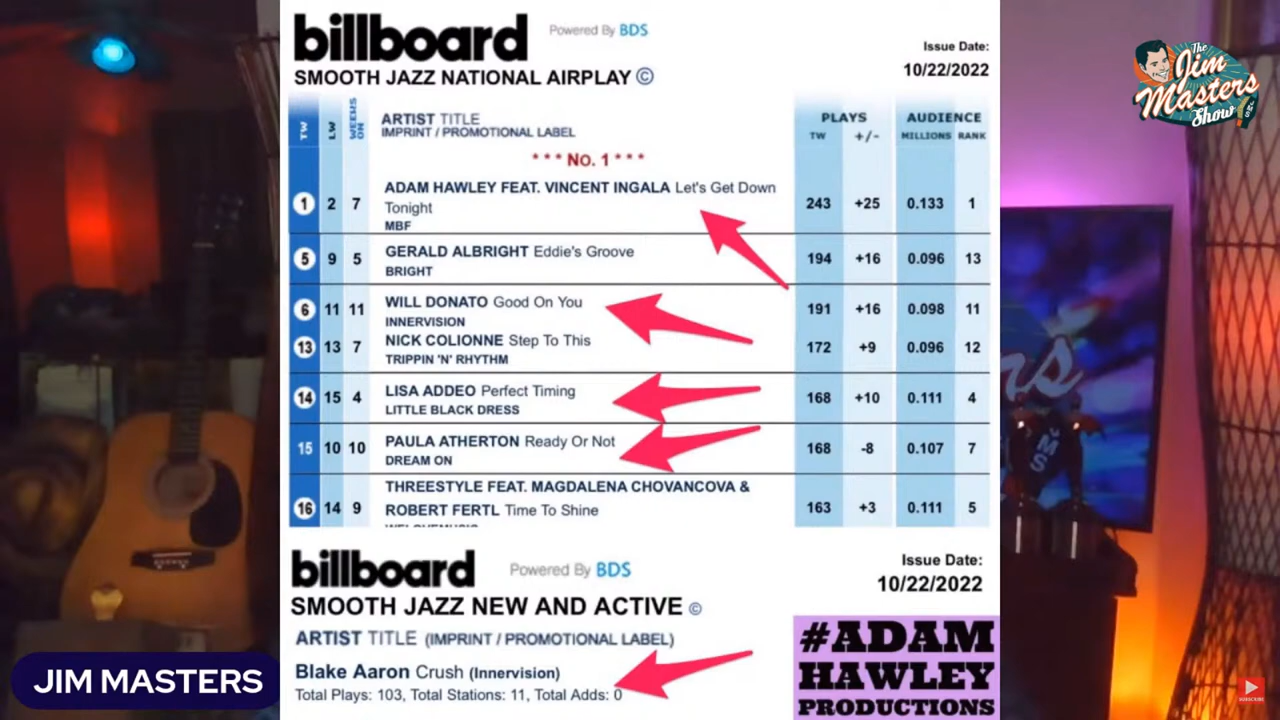 billboard Powered By BDS
Issue Date:
SMOOTH JAZZ NATIONAL AIRPLAY ©
10/22/2022
The Jim Masters Show
TW LW WEEKS ON ARTIST TITLE PLAYS AUDIENCE
IMPRINT / PROMOTIONAL LABEL TW +/- MILLIONS RANK
*** No. 1 ***
1 2 7 ADAM HAWLEY FEAT. VINCENT INGALA Let's Get Down 243 +25 0.133 1
Tonight
MBF
5 9 5 GERALD ALBRIGHT Eddie's Groove 194 +16 0.096 13
BRIGHT
6 11 11 WILL DONATO Good On You 191 +16 0.098 11
INNERVISION
13 13 7 NICK COLIONNE Step To This 172 +9 0.096 12
TRIPPIN 'N' RHYTHM
14 15 4 LISA ADDEO Perfect Timing 168 +10 0.111 4
LITTLE BLACK DRESS
15 10 10 PAULA ATHERTON Ready Or Not 168 -8 0.107 7
DREAM ON
16 14 9 THREESTYLE FEAT. MAGDALENA CHOVANCOVA & 163 +3 0.111 5
ROBERT FERTL Time To Shine
billboard Powered By BDS
Issue Date:
10/22/2022
SMOOTH JAZZ NEW AND ACTIVE ©
ARTIST TITLE (IMPRINT / PROMOTIONAL LABEL)
Blake Aaron Crush (Innervision)
Total Plays: 103, Total Stations: 11, Total Adds: 0
#ADAM
HAWLEY
PRODUCTIONS
JIM MASTERS
SUBSCRIBE